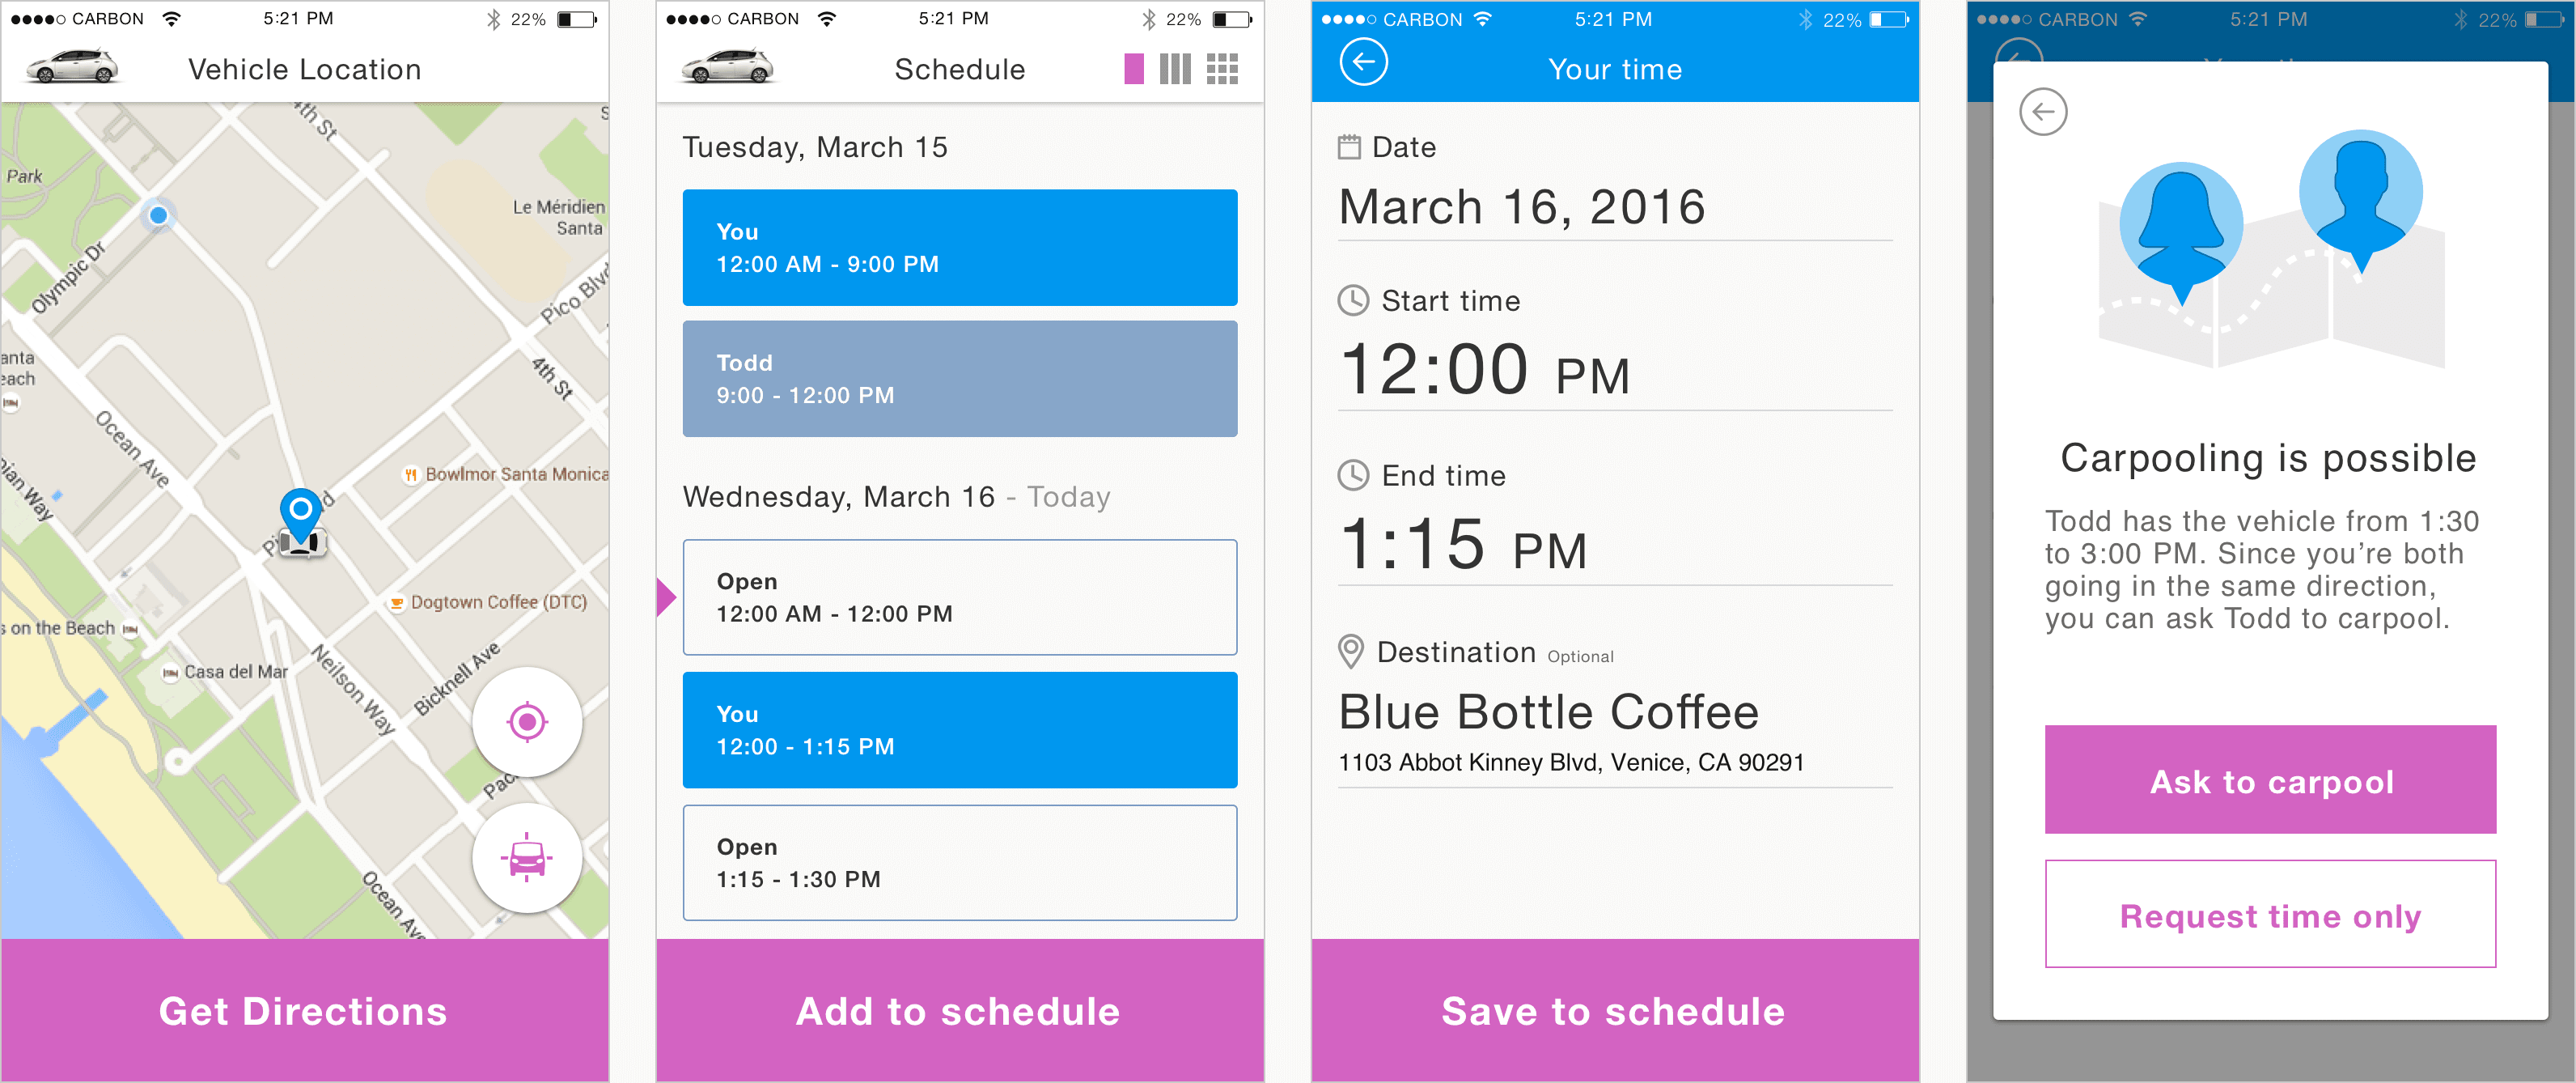 CARBON 5:21 PM 22%
Vehicle Location
4th St
S
Park
Le Méridien
Santa
Olympic Dr
Pico Blvd
anta
each
4th St
Ocean Ave
Bowlmor Santa Monica
ian Way
Pi
rd
Dogtown Coffee (DTC)
s on the Beach
Casa del Mar
Neilson Way
Bicknell Ave
Pac
Ocean Ave
Get Directions
CARBON 5:21 PM 22%
Schedule
Tuesday, March 15
You
12:00 AM - 9:00 PM
Todd
9:00 - 12:00 PM
Wednesday, March 16 - Today
Open
12:00 AM - 12:00 PM
You
12:00 - 1:15 PM
Open
1:15 - 1:30 PM
Add to schedule
CARBON 5:21 PM 22%
Your time
Date
March 16, 2016
Start time
12:00 PM
End time
1:15 PM
Destination Optional
Blue Bottle Coffee
1103 Abbot Kinney Blvd, Venice, CA 90291
Save to schedule
CARBON 5:21 PM 22%
Carpooling is possible
Todd has the vehicle from 1:30
to 3:00 PM. Since you’re both
going in the same direction,
you can ask Todd to carpool.
Ask to carpool
Request time only